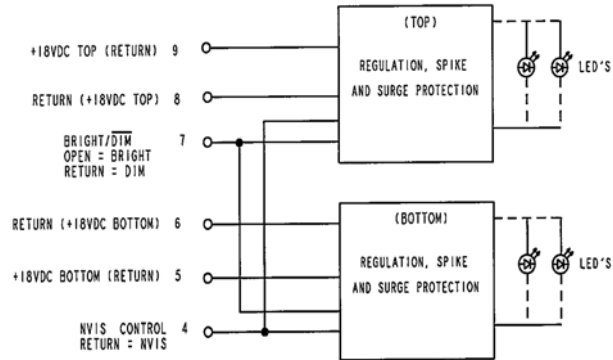 (TOP)
+18VDC TOP (RETURN) 9
REGULATION, SPIKE
AND SURGE PROTECTION
LED'S
RETURN (+18VDC TOP) 8
BRIGHT/DIM 7
OPEN = BRIGHT
RETURN = DIM
(BOTTOM)
RETURN (+18VDC BOTTOM) 6
REGULATION, SPIKE
AND SURGE PROTECTION
LED'S
+18VDC BOTTOM (RETURN) 5
NVIS CONTROL 4
RETURN = NVIS